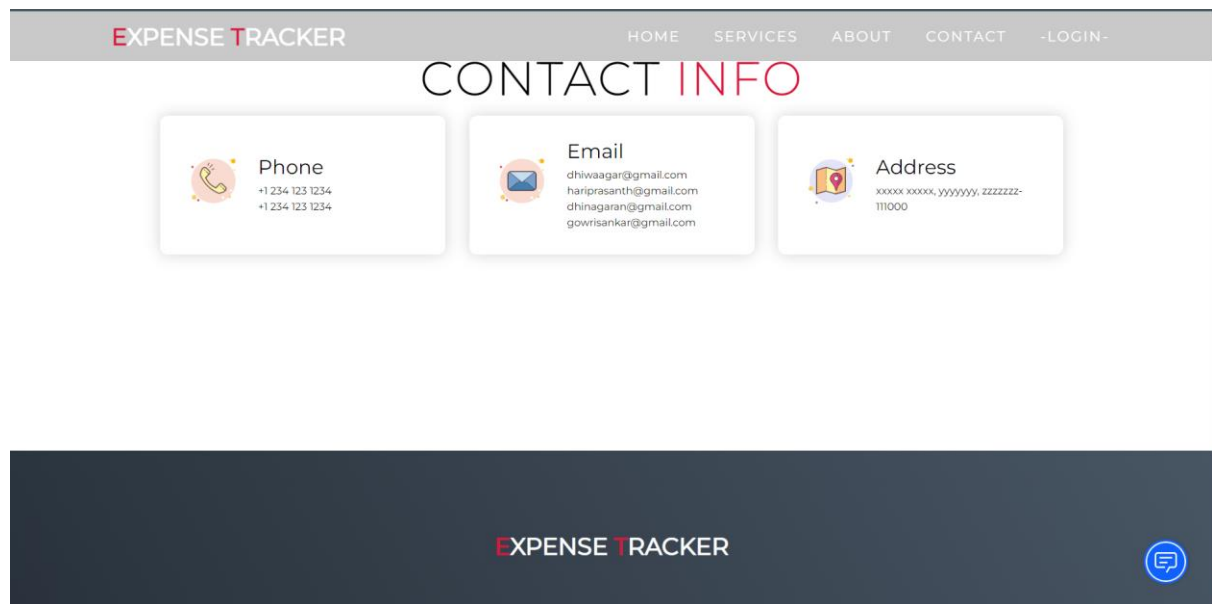 EXPENSE TRACKER
HOME SERVICES ABOUT CONTACT -LOGIN-
CONTACT INFO
Phone
+1 234 123 1234
+1 234 123 1234
Email
dhiwaagar@gmail.com
hariprasanth@gmail.com
dhinagaran@gmail.com
gowrisankar@gmail.com
Address
xxxxx xxxxx, yyyyyyy, zzzzzzz-
111000
EXPENSE TRACKER